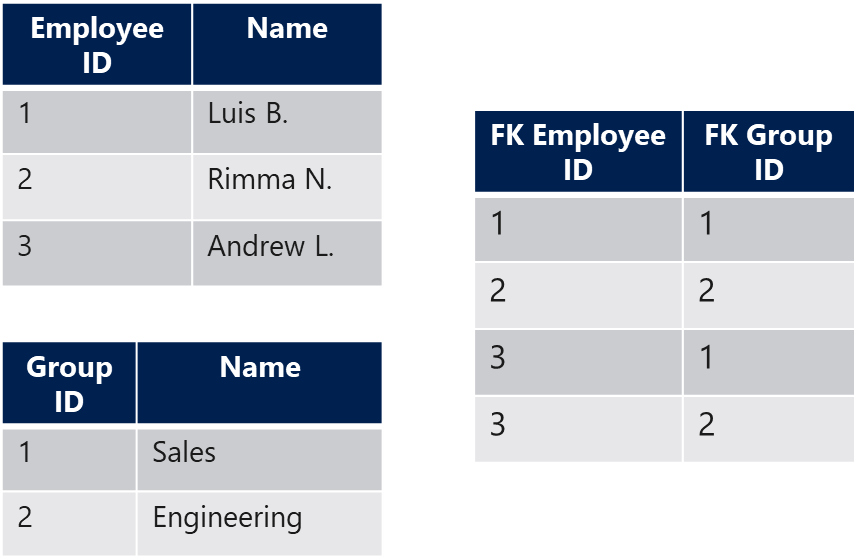 Employee ID Name
1 Luis B.
2 Rimma N.
3 Andrew L.
Group ID Name
1 Sales
2 Engineering
FK Employee ID FK Group ID
1 1
2 2
3 1
3 2